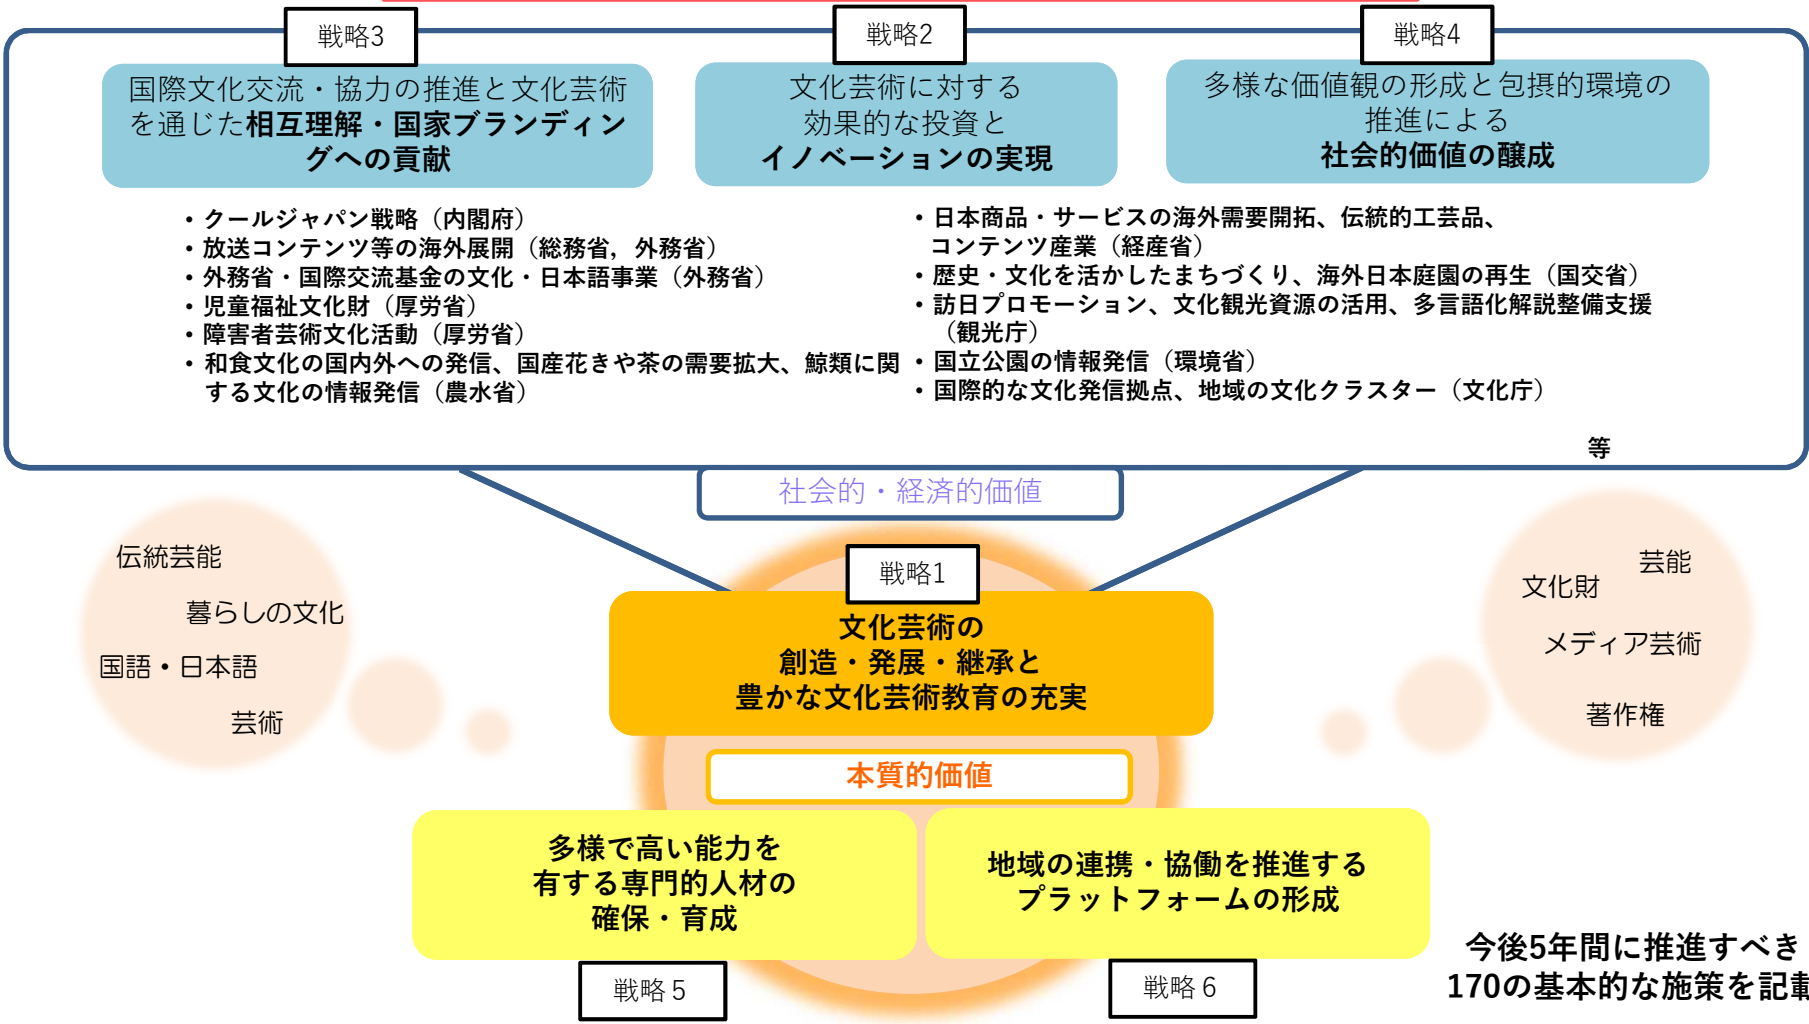 戦略3
国際文化交流・協力の推進と文化芸術
を通じた相互理解・国家ブランディン
グへの貢献
戦略2
文化芸術に対する
効果的な投資と
イノベーションの実現
戦略4
多様な価値観の形成と包摂的環境の
推進による
社会的価値の醸成
・クールジャパン戦略（内閣府）
・放送コンテンツ等の海外展開（総務省，外務省）
・外務省・国際交流基金の文化・日本語事業（外務省）
・児童福祉文化財（厚労省）
・障害者芸術文化活動（厚労省）
・和食文化の国内外への発信、国産花きや茶の需要拡大、鯨類に関
する文化の情報発信（農水省）
・日本商品・サービスの海外需要開拓、伝統的工芸品、
コンテンツ産業（経産省）
・歴史・文化を活かしたまちづくり、海外日本庭園の再生（国交省）
・訪日プロモーション、文化観光資源の活用、多言語化解説整備支援
（観光庁）
・国立公園の情報発信（環境省）
・国際的な文化発信拠点、地域の文化クラスター（文化庁）
等
社会的・経済的価値
伝統芸能
暮らしの文化
国語・日本語
芸術
戦略1
文化芸術の
創造・発展・継承と
豊かな文化芸術教育の充実
本質的価値
芸能
文化財
メディア芸術
著作権
多様で高い能力を
有する専門的人材の
確保・育成
戦略５
地域の連携・協働を推進する
プラットフォームの形成
戦略６
今後5年間に推進すべき
170の基本的な施策を記載